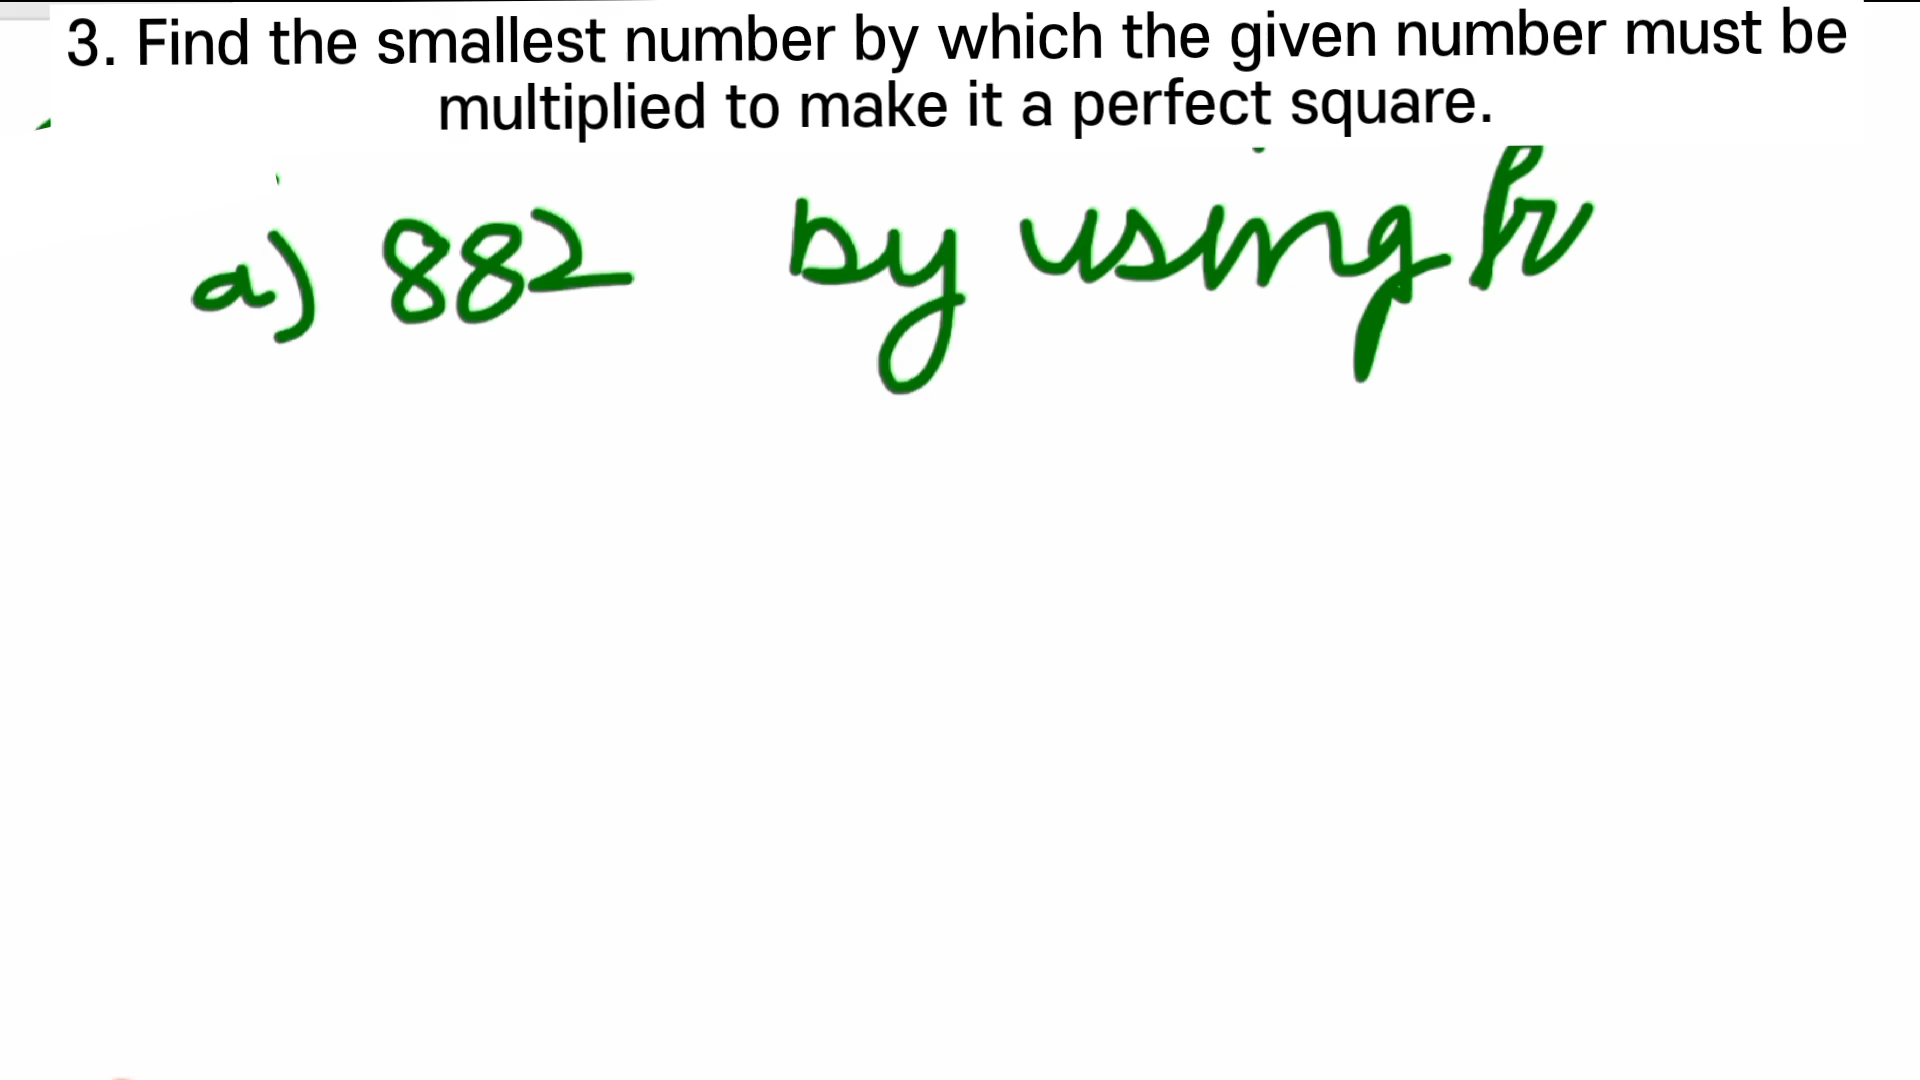 3. Find the smallest number by which the given number must be
multiplied to make it a perfect square.
a) 882 by using